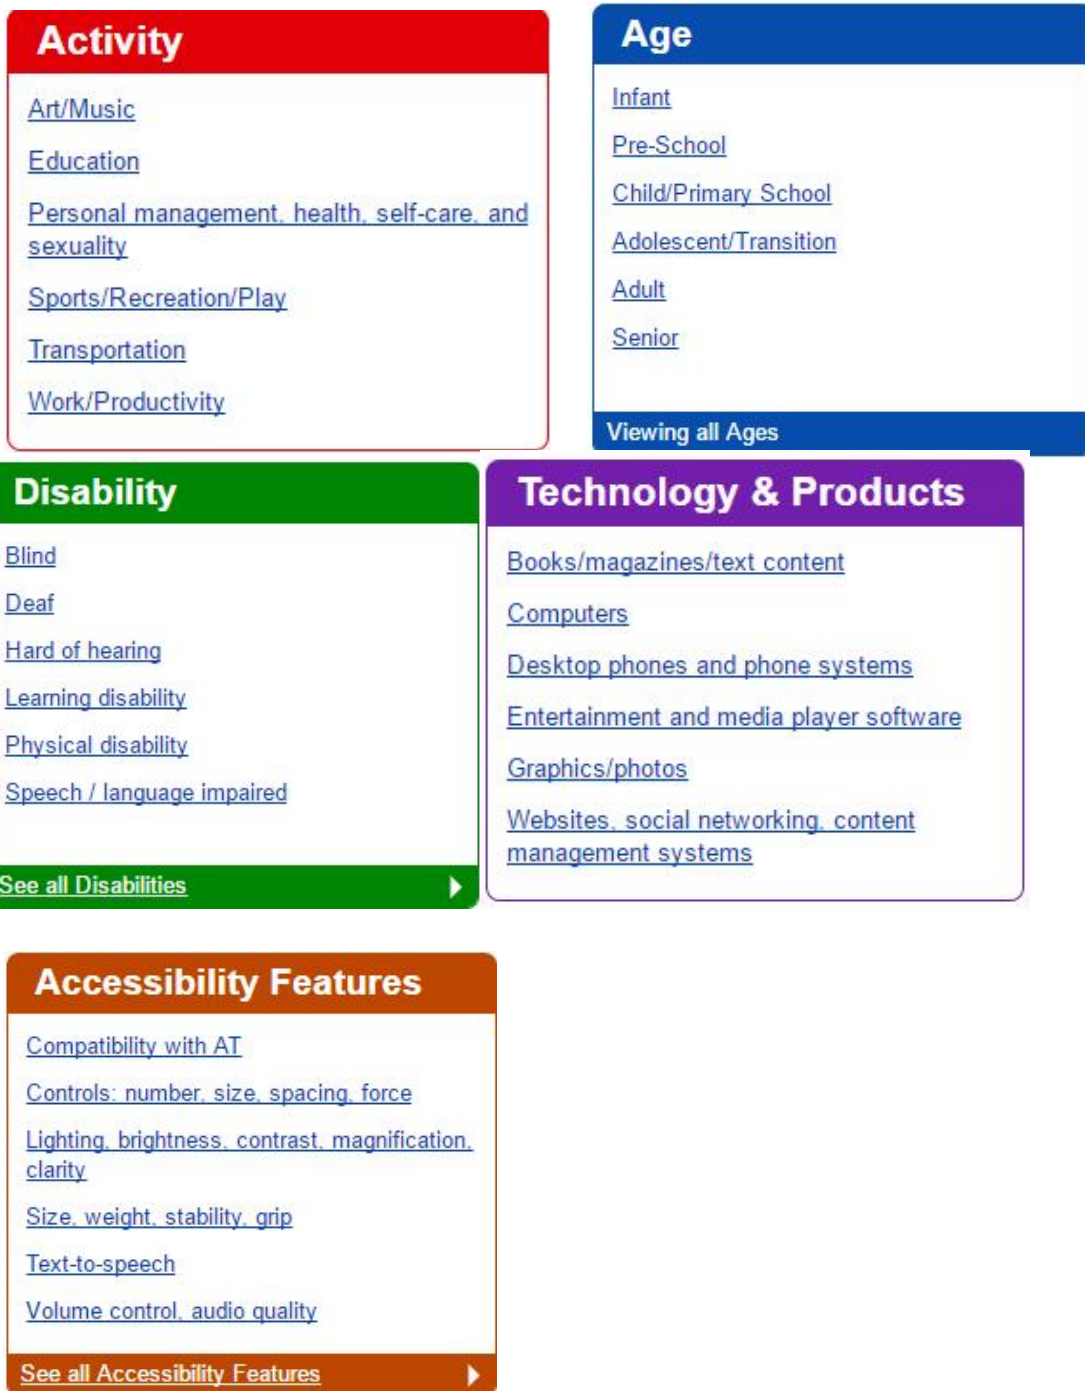 Activity
Art/Music
Education
Personal management, health, self-care, and
sexuality
Sports/Recreation/Play
Transportation
Work/Productivity
Age
Infant
Pre-School
Child/Primary School
Adolescent/Transition
Adult
Senior
Viewing all Ages
Disability
Blind
Deaf
Hard of hearing
Learning disability
Physical disability
Speech / language impaired
See all Disabilities
Technology & Products
Books/magazines/text content
Computers
Desktop phones and phone systems
Entertainment and media player software
Graphics/photos
Websites, social networking, content
management systems
Accessibility Features
Compatibility with AT
Controls: number, size, spacing, force
Lighting, brightness, contrast, magnification,
clarity
Size, weight, stability, grip
Text-to-speech
Volume control, audio quality
See all Accessibility Features